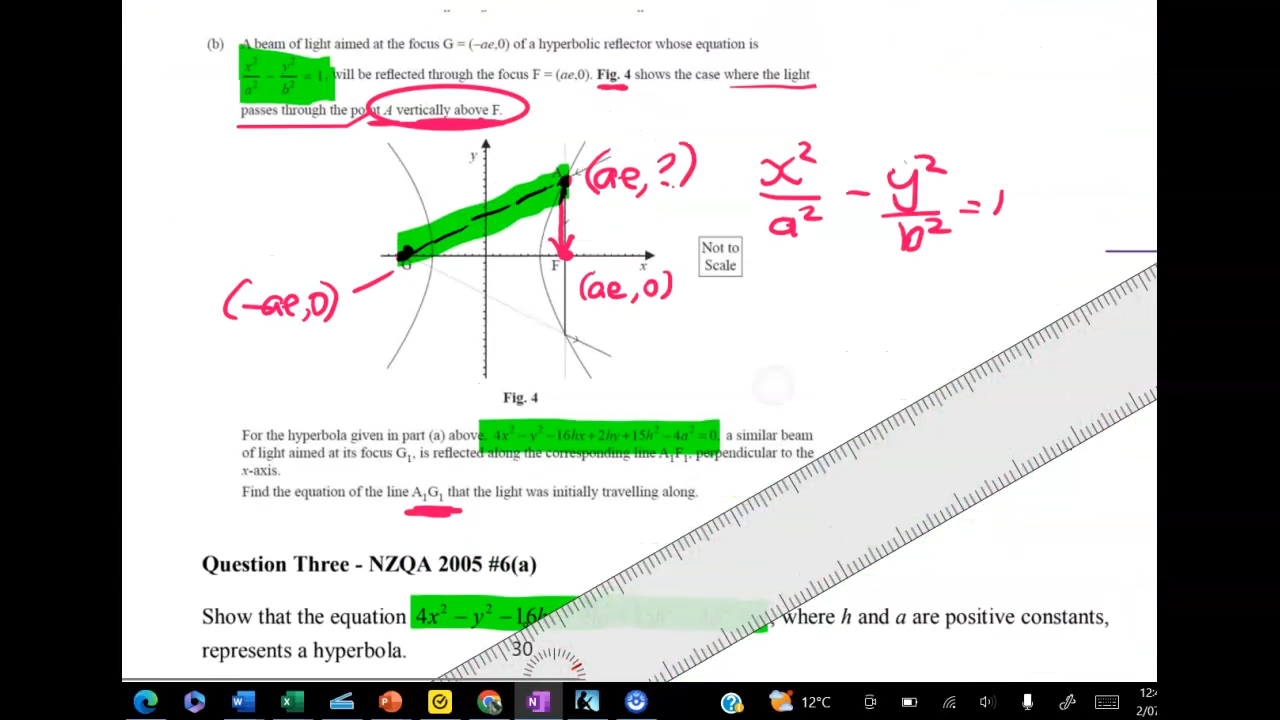 (b) A beam of light aimed at the focus G = (−ae,0) of a hyperbolic reflector whose equation is
x²/a² − y²/b² = 1, will be reflected through the focus F = (ae,0). Fig. 4 shows the case where the light
passes through the point A vertically above F.
y
A
(ae, ?)
x²/a² − y²/b² = 1
G
F
x
Not to
Scale
(−ae, 0)
(ae, 0)
Fig. 4
For the hyperbola given in part (a) above, 4x² − y² − 16hx + 2hy + 15h² − 4a² = 0, a similar beam
of light aimed at its focus G₁, is reflected along the corresponding line A₁F₁, perpendicular to the
x-axis.
Find the equation of the line A₁G₁ that the light was initially travelling along.
Question Three - NZQA 2005 #6(a)
Show that the equation 4x² − y² − 16h , where h and a are positive constants,
represents a hyperbola.
30
12°C
12:4
2/07